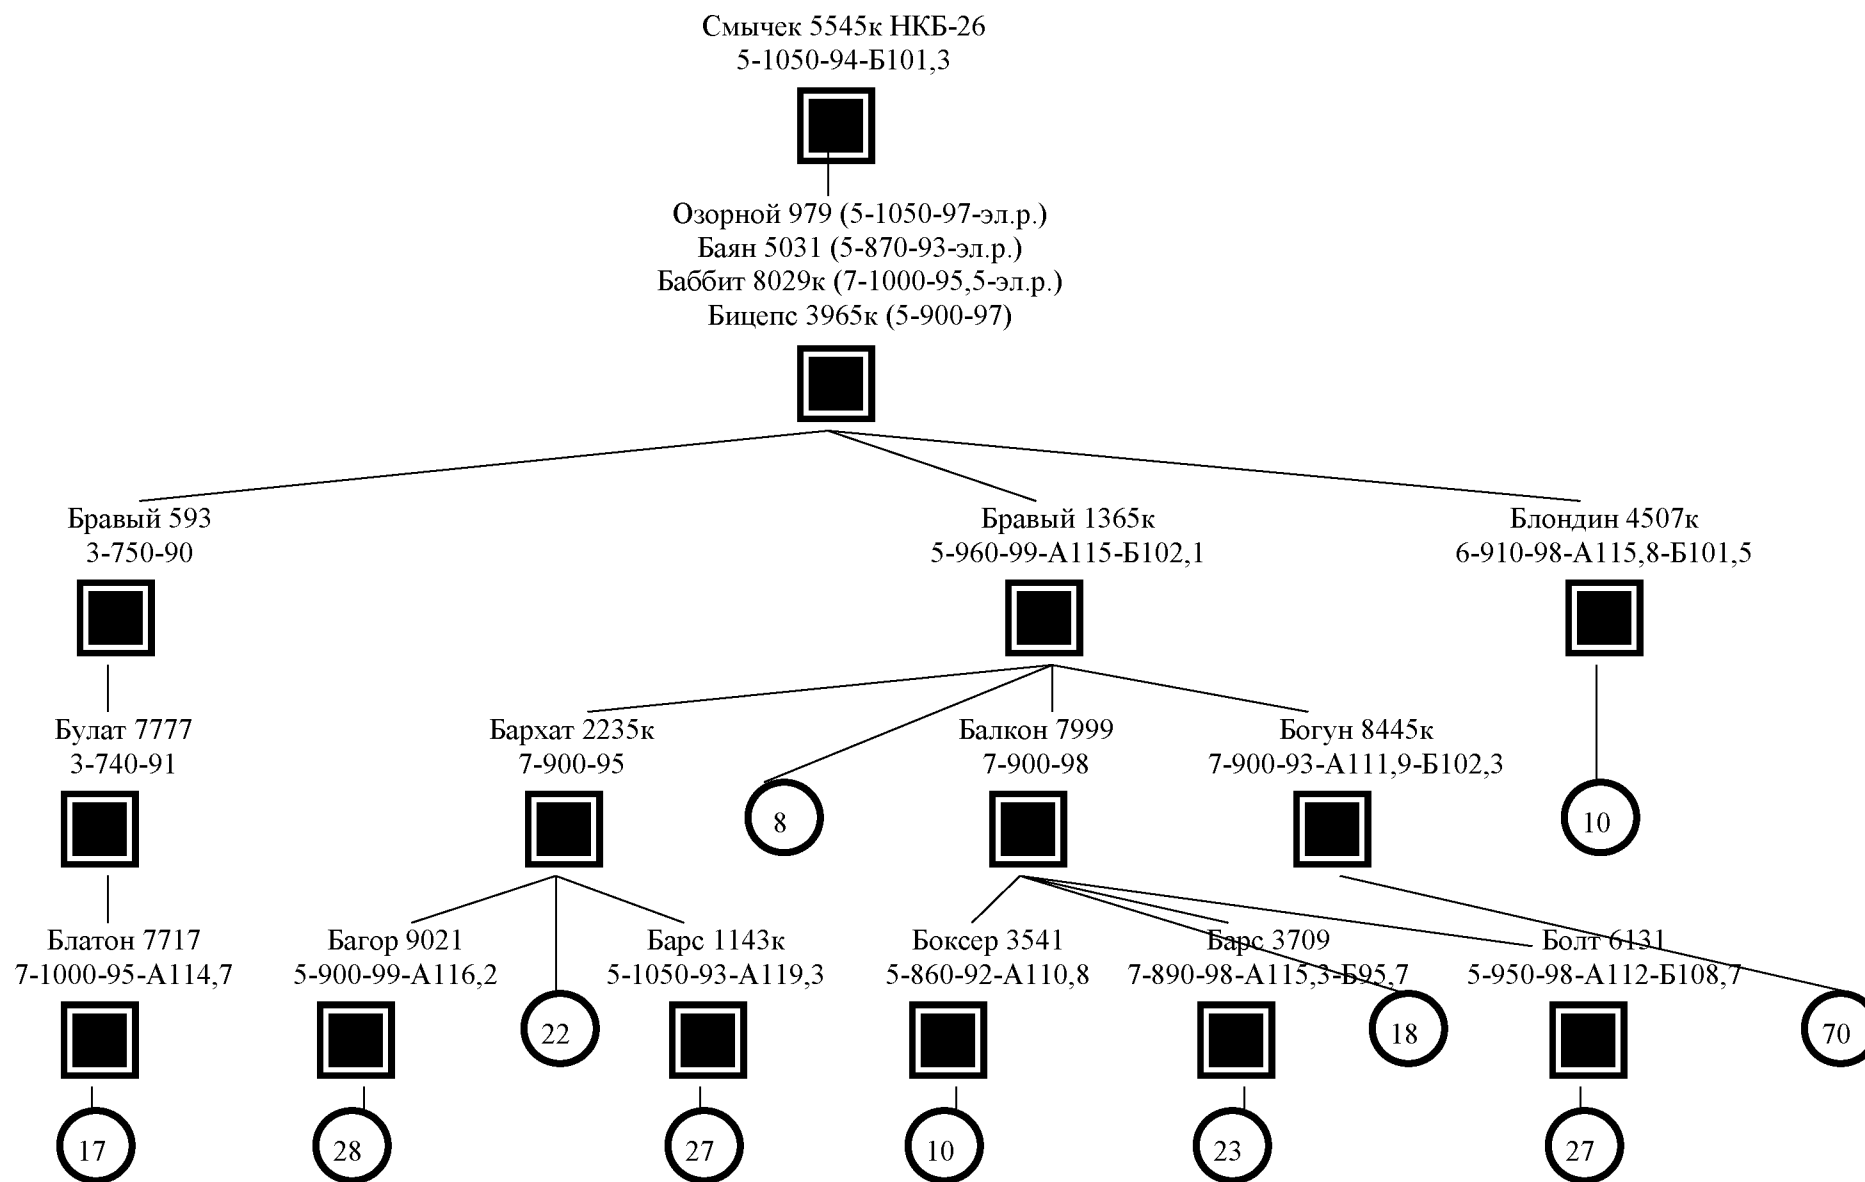 Смычек 5545к НКБ-26
5-1050-94-Б101,3
Озорной 979 (5-1050-97-эл.р.)
Баян 5031 (5-870-93-эл.р.)
Баббит 8029к (7-1000-95,5-эл.р.)
Бицепс 3965к (5-900-97)
Бравый 593
3-750-90
Бравый 1365к
5-960-99-А115-Б102,1
Блондин 4507к
6-910-98-А115,8-Б101,5
Булат 7777
3-740-91
Бархат 2235к
7-900-95
Балкон 7999
7-900-98
Богун 8445к
7-900-93-А111,9-Б102,3
8
10
Блатон 7717
7-1000-95-А114,7
Багор 9021
5-900-99-А116,2
Барс 1143к
5-1050-93-А119,3
Боксер 3541
5-860-92-А110,8
Барс 3709
7-890-98-А115,3-Б95,7
Болт 6131
5-950-98-А112-Б108,7
22
18
70
17
28
27
10
23
27